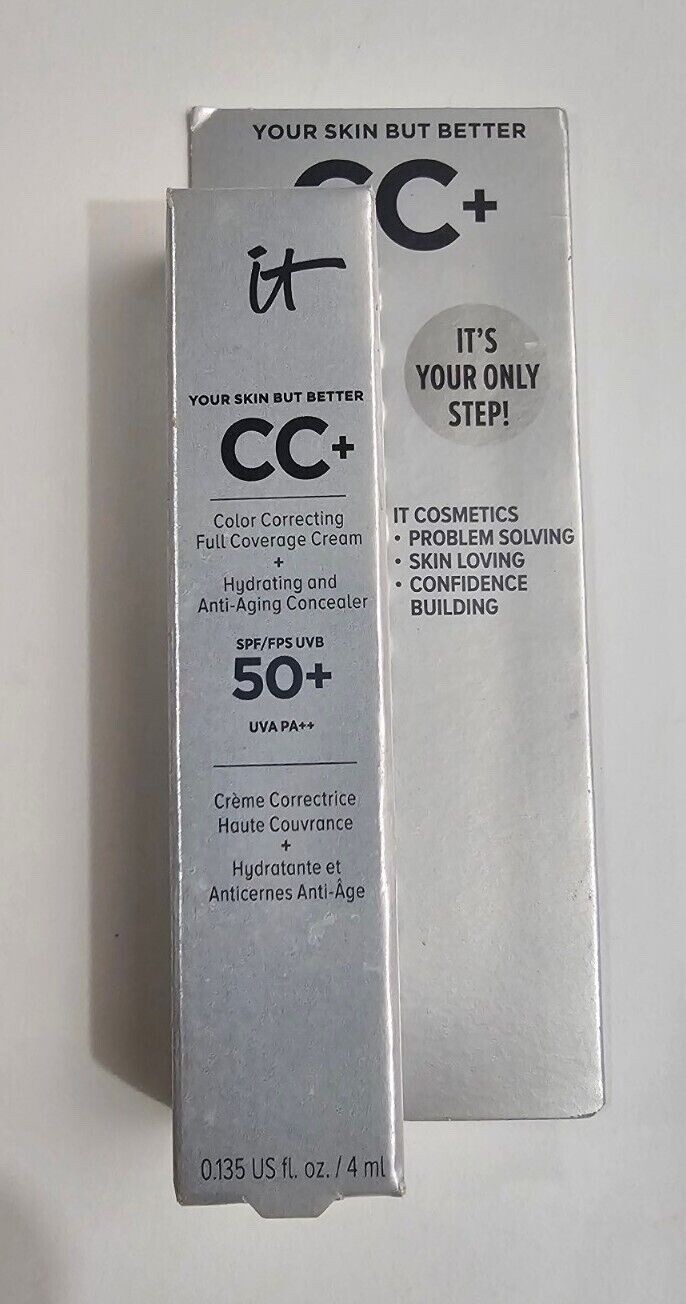 YOUR SKIN BUT BETTER
CC+
IT'S
YOUR ONLY
STEP!
IT COSMETICS
• PROBLEM SOLVING
• SKIN LOVING
• CONFIDENCE
BUILDING
it
YOUR SKIN BUT BETTER
CC+
Color Correcting
Full Coverage Cream
+
Hydrating and
Anti-Aging Concealer
SPF/FPS UVB
50+
UVA PA++
Crème Correctrice
Haute Couvrance
+
Hydratante et
Anticernes Anti-Âge
0.135 US fl. oz. / 4 ml